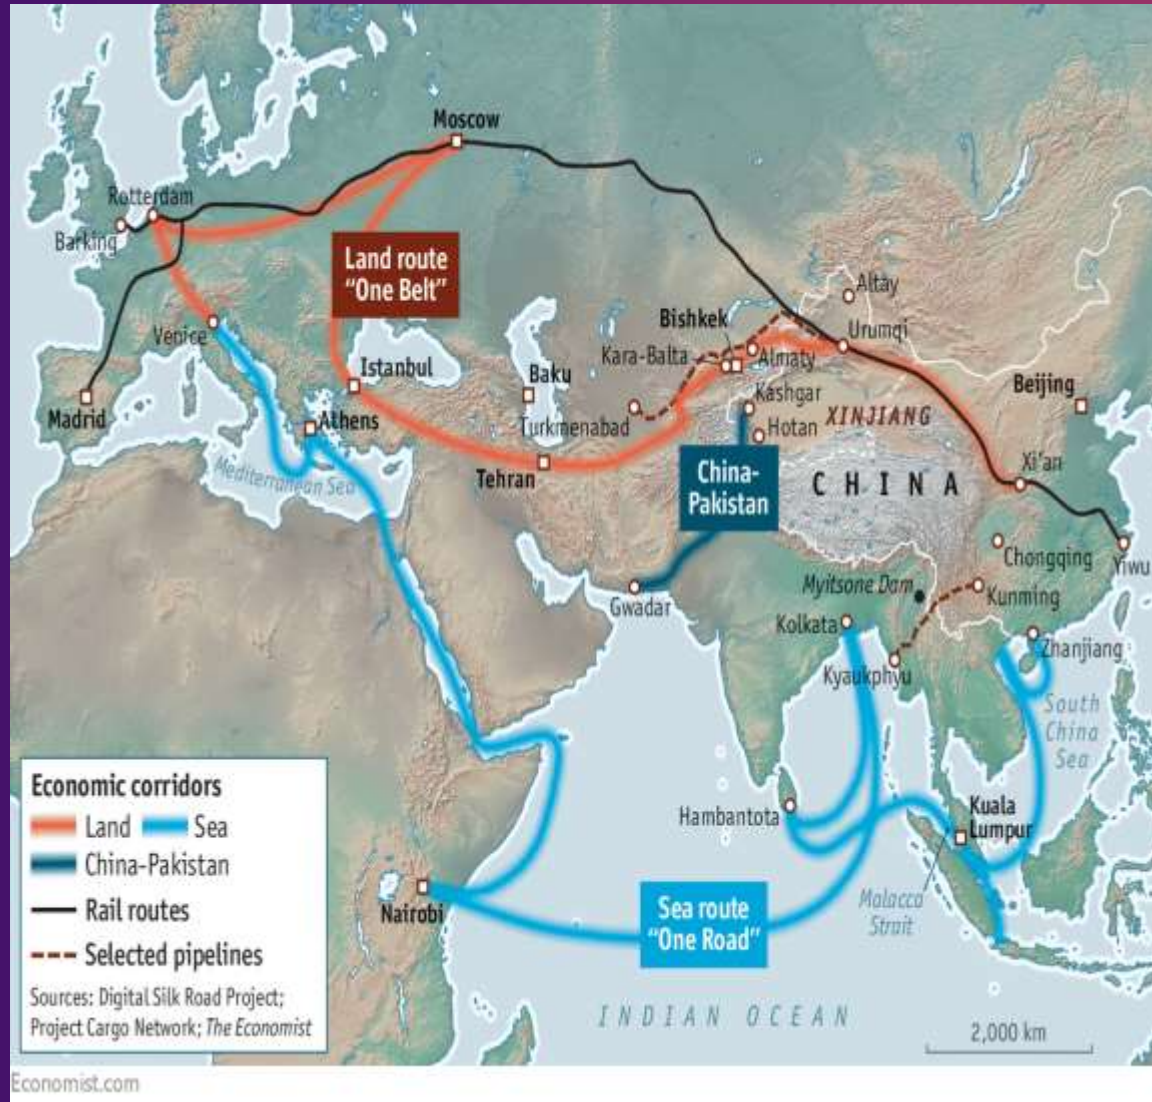 Moscow
Rotterdam
Barking
Land route
"One Belt"
Altay
Venice
Bishkek
Urumqi
Kara-Balta
Almaty
Istanbul
Baku
Kashgar
Beijing
Madrid
Athens
Turkmenabad
Hotan
XINJIANG
Mediterranean Sea
Tehran
China-
Pakistan
CHINA
Xi'an
Chongqing
Yiwu
Myitsone Dam
Kunming
Gwadar
Kolkata
Zhanjiang
Kyaukphyu
South
China
Sea
Hambantota
Kuala
Lumpur
Nairobi
Sea route
"One Road"
Malacca
Strait
INDIAN OCEAN
2,000 km
Economic corridors
Land Sea
China-Pakistan
Rail routes
Selected pipelines
Sources: Digital Silk Road Project;
Project Cargo Network; The Economist
Economist.com